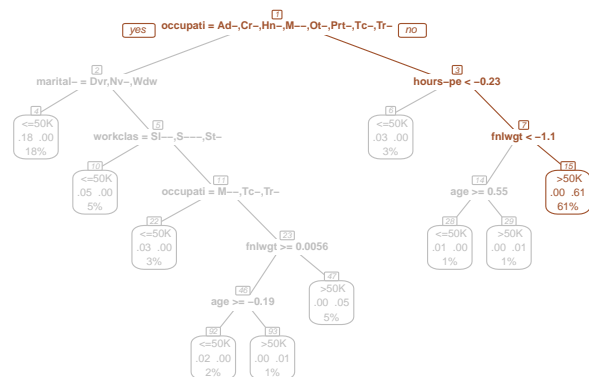 1
occupati = Ad−,Cr−,Hn−,M−−,Ot−,Prt−,Tc−,Tr−
yes
no
2
marital− = Dvr,Nv−,Wdw
3
hours−pe < −0.23
4
<=50K
.18 .00
18%
5
workclas = Sl−−,S−−−,St−
6
<=50K
.03 .00
3%
7
fnlwgt < −1.1
10
<=50K
.05 .00
5%
11
occupati = M−−,Tc−,Tr−
14
age >= 0.55
15
>50K
.00 .61
61%
22
<=50K
.03 .00
3%
23
fnlwgt >= 0.0056
28
<=50K
.01 .00
1%
29
>50K
.00 .01
1%
46
age >= −0.19
47
>50K
.00 .05
5%
92
<=50K
.02 .00
2%
93
>50K
.00 .01
1%